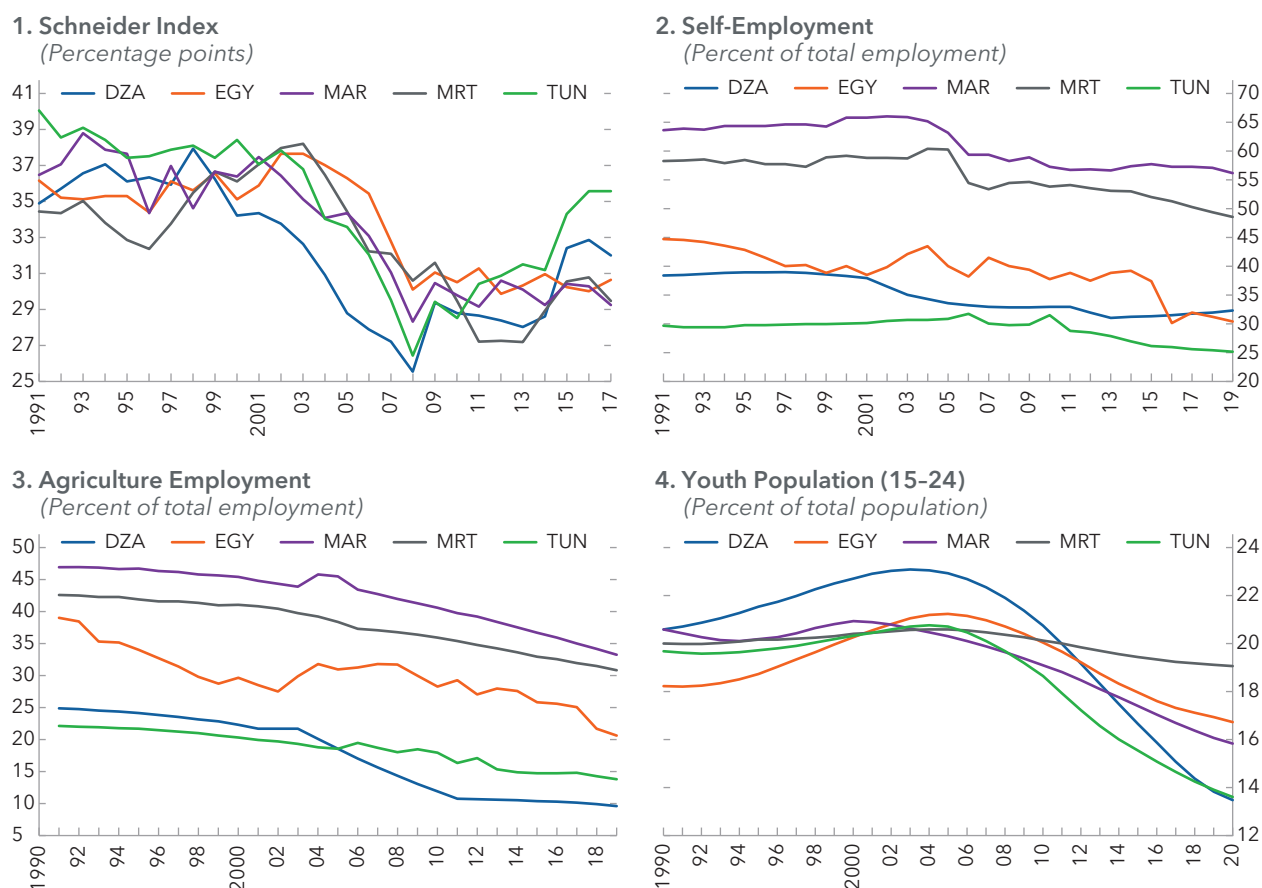 1. Schneider Index
(Percentage points)
DZA EGY MAR MRT TUN
41
39
37
35
33
31
29
27
25
1991 93 95 97 99 2001 03 05 07 09 11 13 15 17
2. Self-Employment
(Percent of total employment)
DZA EGY MAR MRT TUN
70
65
60
55
50
45
40
35
30
25
20
1991 93 95 97 99 2001 03 05 07 09 11 13 15 17 19
3. Agriculture Employment
(Percent of total employment)
DZA EGY MAR MRT TUN
50
45
40
35
30
25
20
15
10
5
1990 92 94 96 98 2000 02 04 06 08 10 12 14 16 18
4. Youth Population (15–24)
(Percent of total population)
DZA EGY MAR MRT TUN
24
22
20
18
16
14
12
1990 92 94 96 98 2000 02 04 06 08 10 12 14 16 18 20